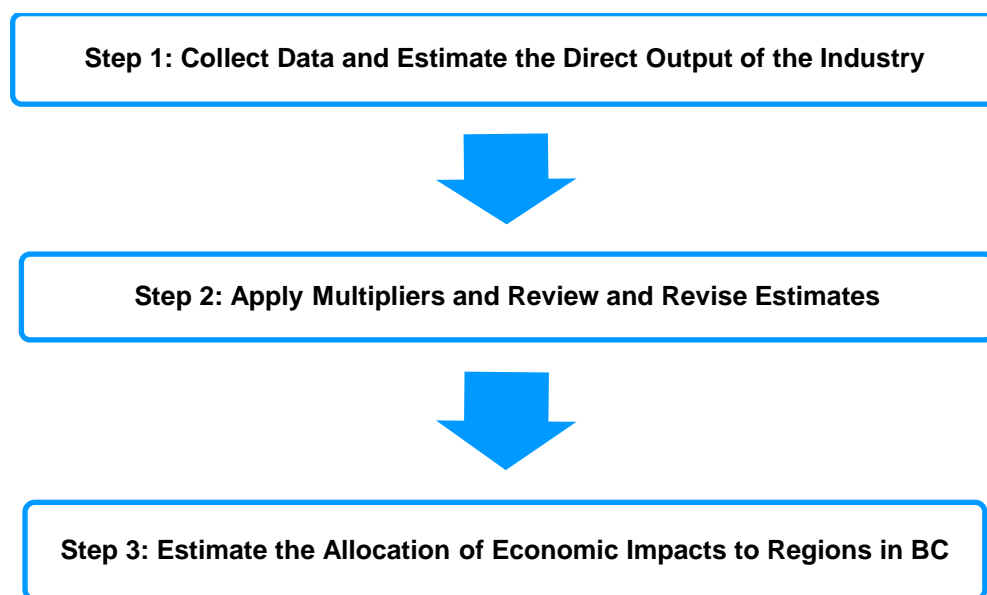 Step 1: Collect Data and Estimate the Direct Output of the Industry
Step 2: Apply Multipliers and Review and Revise Estimates
Step 3: Estimate the Allocation of Economic Impacts to Regions in BC